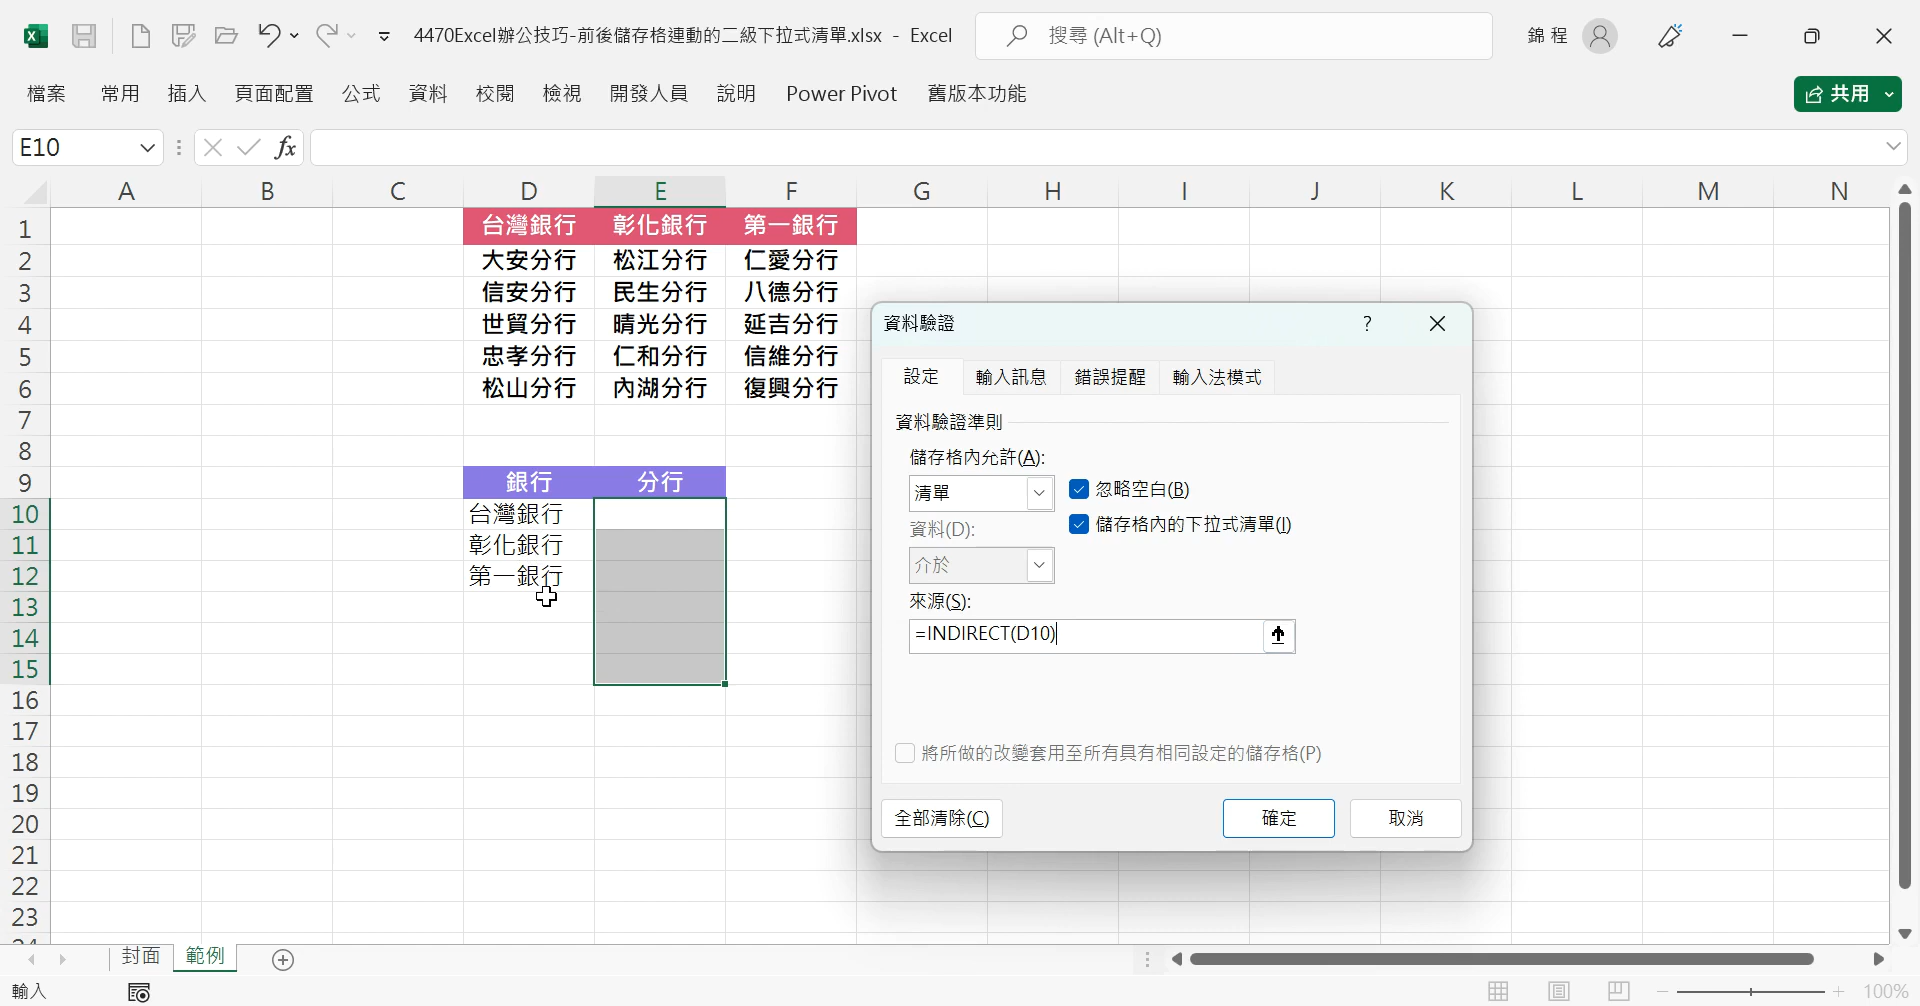 4470Excel辦公技巧-前後儲存格連動的二級下拉式清單.xlsx - Excel
搜尋 (Alt+Q)
錦 程
檔案 常用 插入 頁面配置 公式 資料 校閱 檢視 開發人員 說明 Power Pivot 舊版本功能
共用
E10
fx
A B C D E F G H I J K L M N
1 台灣銀行 彰化銀行 第一銀行
2 大安分行 松江分行 仁愛分行
3 信安分行 民生分行 八德分行
4 世貿分行 晴光分行 延吉分行
5 忠孝分行 仁和分行 信維分行
6 松山分行 內湖分行 復興分行
7
8
9 銀行 分行
10 台灣銀行
11 彰化銀行
12 第一銀行
13
14
15
16
17
18
19
20
21
22
23
24
資料驗證
?
設定 輸入訊息 錯誤提醒 輸入法模式
資料驗證準則
儲存格內允許(A):
清單
忽略空白(B)
儲存格內的下拉式清單(I)
資料(D):
介於
來源(S):
=INDIRECT(D10)
將所做的改變套用至所有具有相同設定的儲存格(P)
全部清除(C) 確定 取消
封面 範例
輸入
100%